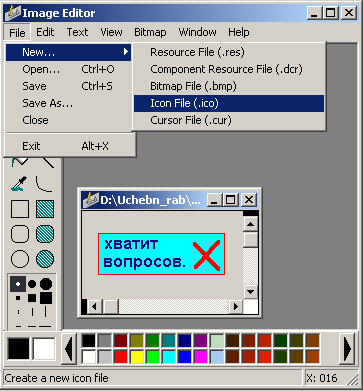 Image Editor
File Edit Text View Bitmap Window
New...
Open... Ctrl+O
Save Ctrl+S
Save As...
Close
Exit Alt+X
Resource File (.res)
Component Resource File (.dcr)
Bitmap File (.bmp)
Icon File (.ico)
Cursor File (.cur)
D:\Uchebn_rab\...
хватит
вопросов.
Create a new icon file X: 016